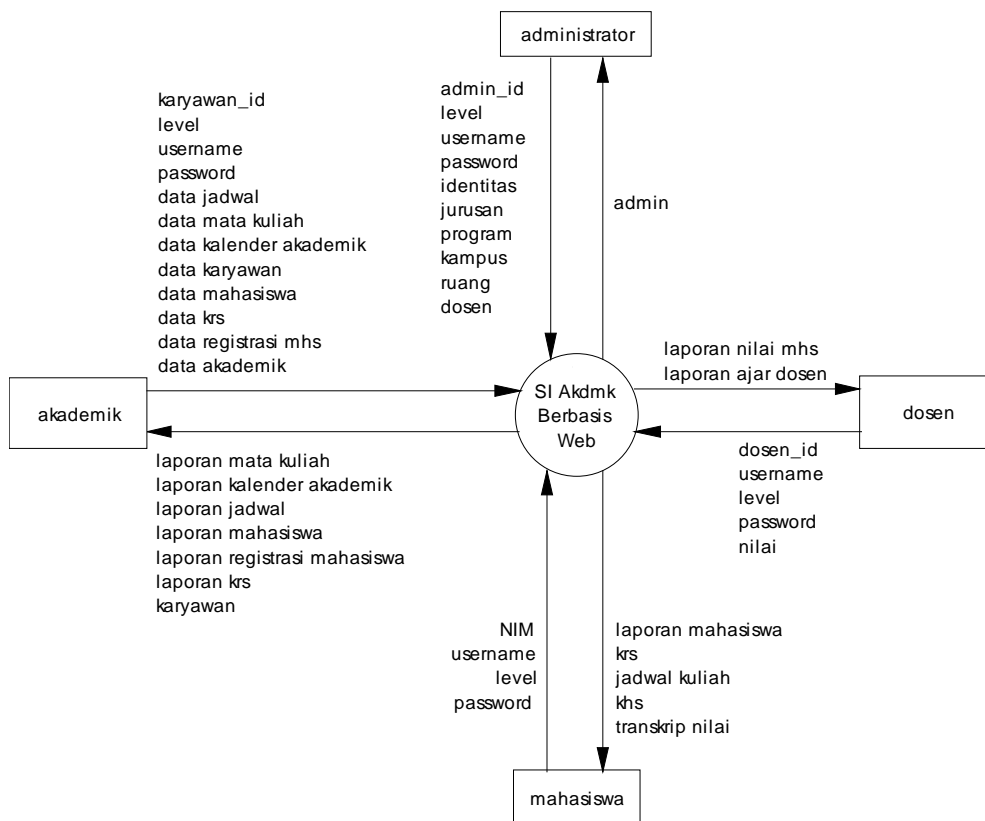 administrator
karyawan_id
level
username
password
data jadwal
data mata kuliah
data kalender akademik
data karyawan
data mahasiswa
data krs
data registrasi mhs
data akademik
admin_id
level
username
password
identitas
jurusan
program
kampus
ruang
dosen
admin
laporan nilai mhs
laporan ajar dosen
akademik
SI Akdmk
Berbasis
Web
dosen
laporan mata kuliah
laporan kalender akademik
laporan jadwal
laporan mahasiswa
laporan registrasi mahasiswa
laporan krs
karyawan
dosen_id
username
level
password
nilai
NIM
username
level
password
laporan mahasiswa
krs
jadwal kuliah
khs
transkrip nilai
mahasiswa